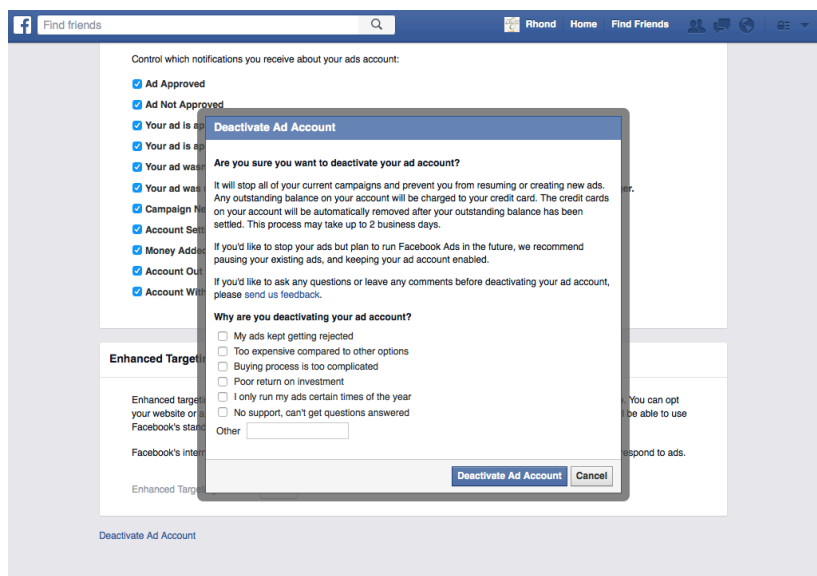 f
Find friends
Rhond Home Find Friends
Control which notifications you receive about your ads account:
Ad Approved
Ad Not Approved
Your ad is ap
Your ad is ap
Your ad wasn
Your ad was
er.
Campaign Ne
Account Sett
Money Added
Account Out
Account With
Deactivate Ad Account
Are you sure you want to deactivate your ad account?
It will stop all of your current campaigns and prevent you from resuming or creating new ads.
Any outstanding balance on your account will be charged to your credit card. The credit cards
on your account will be automatically removed after your outstanding balance has been
settled. This process may take up to 2 business days.
If you'd like to stop your ads but plan to run Facebook Ads in the future, we recommend
pausing your existing ads, and keeping your ad account enabled.
If you'd like to ask any questions or leave any comments before deactivating your ad account,
please send us feedback.
Why are you deactivating your ad account?
My ads kept getting rejected
Too expensive compared to other options
Buying process is too complicated
Poor return on investment
I only run my ads certain times of the year
No support, can't get questions answered
Other
Deactivate Ad Account Cancel
Enhanced Targeti
Enhanced target
. You can opt
your website or a
l be able to use
Facebook's stand
Facebook's intern
espond to ads.
Enhanced Targe
Deactivate Ad Account